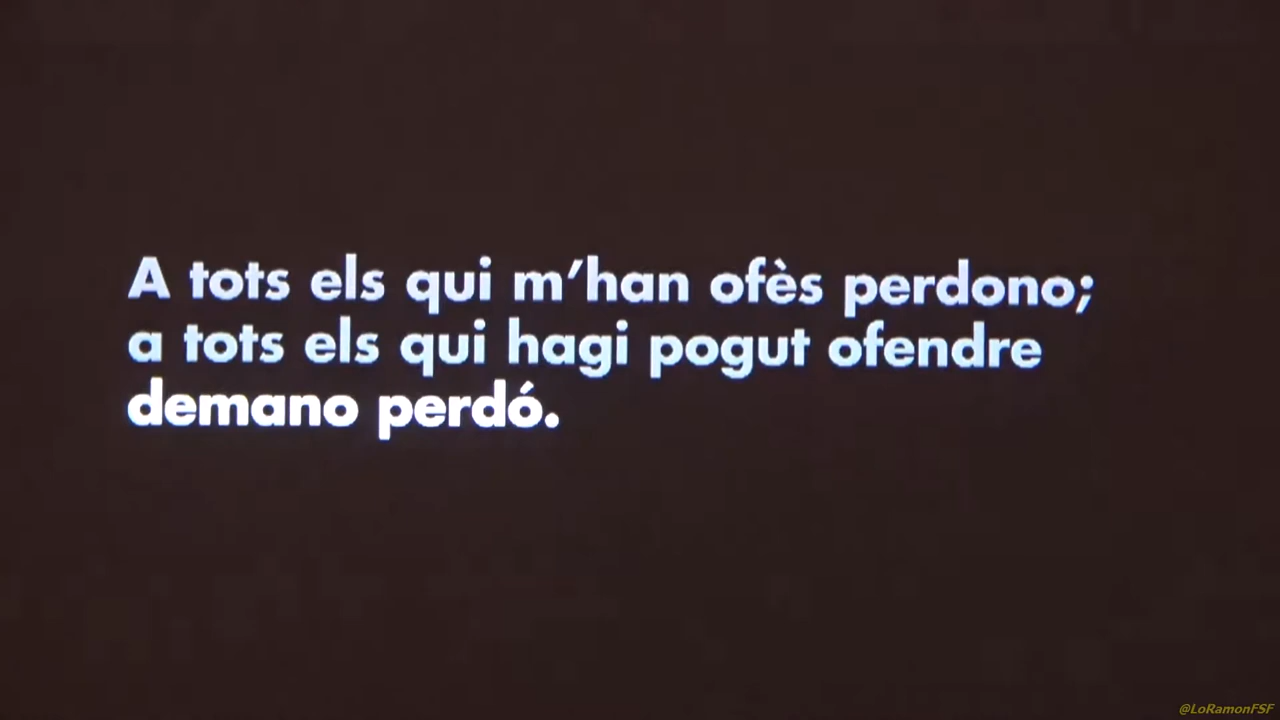 A tots els qui m’han ofès perdono;
a tots els qui hagi pogut ofendre
demano perdó.
@LoRamonFSF